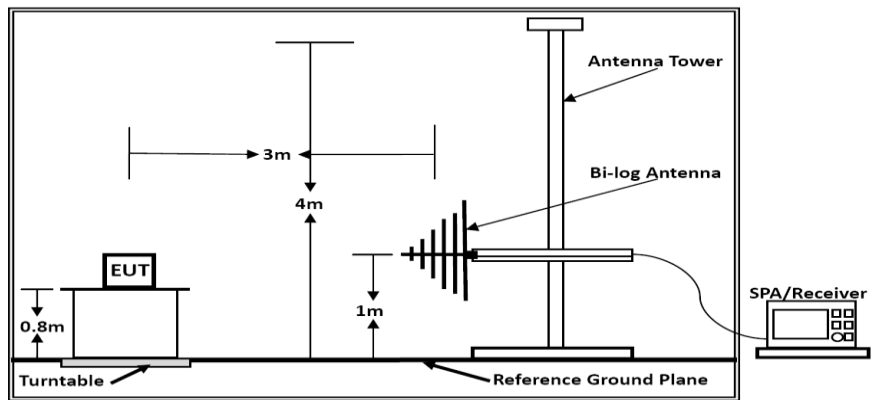 Antenna Tower
3m
Bi-log Antenna
4m
EUT
1m
0.8m
SPA/Receiver
Turntable
Reference Ground Plane